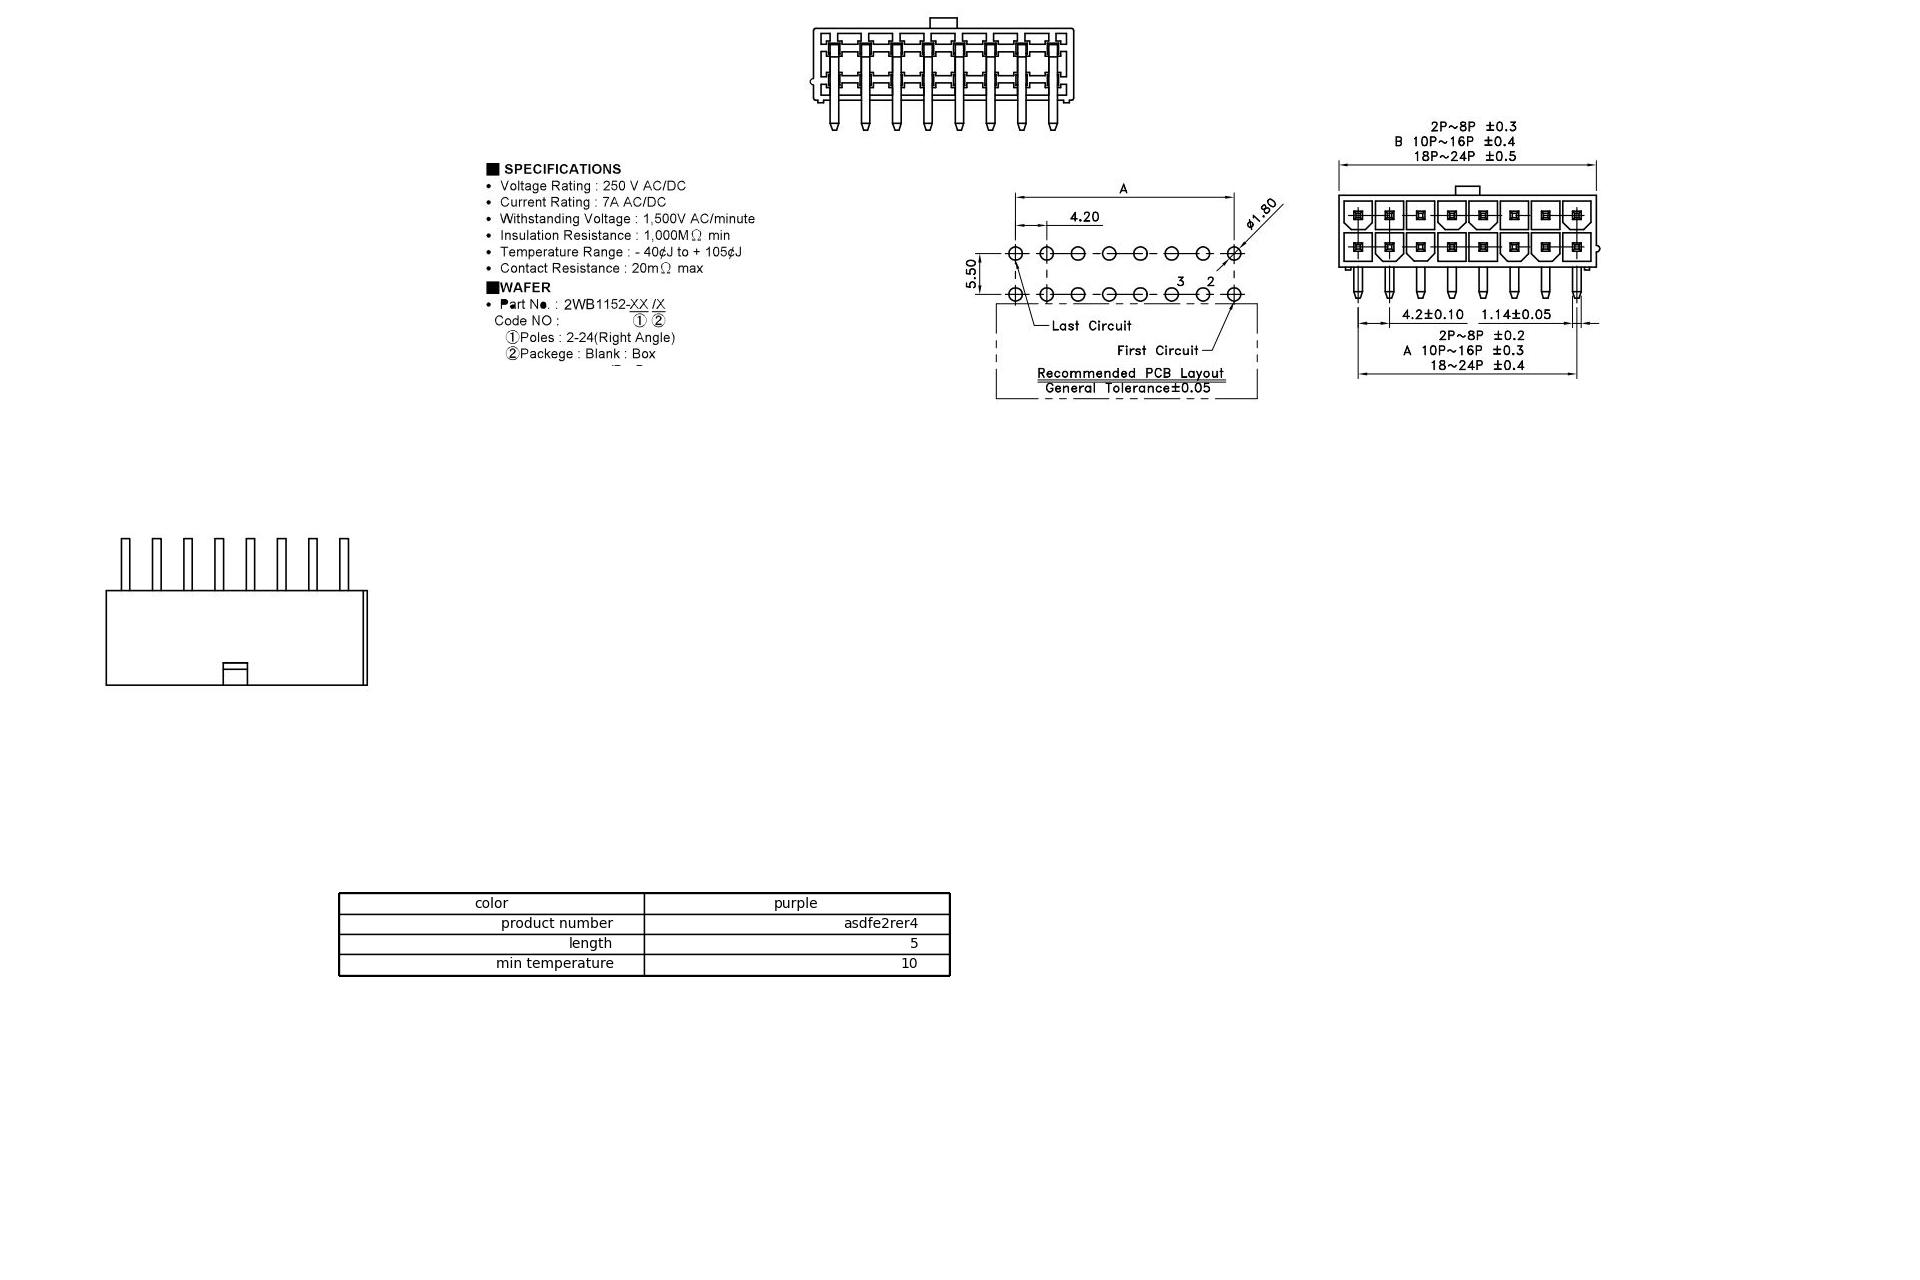 ■ SPECIFICATIONS
• Voltage Rating : 250 V AC/DC
• Current Rating : 7A AC/DC
• Withstanding Voltage : 1,500V AC/minute
• Insulation Resistance : 1,000MΩ min
• Temperature Range : - 40¢J to + 105¢J
• Contact Resistance : 20mΩ max
■WAFER
• Part No. : 2WB1152-XX /X
Code NO : ① ②
①Poles : 2-24(Right Angle)
②Packege : Blank : Box
A
4.20
ø1.80
5.50
3 2
Last Circuit
First Circuit
Recommended PCB Layout
General Tolerance±0.05
2P~8P ±0.3
B 10P~16P ±0.4
18P~24P ±0.5
4.2±0.10 1.14±0.05
2P~8P ±0.2
A 10P~16P ±0.3
18~24P ±0.4
color purple
product number asdfe2rer4
length 5
min temperature 10